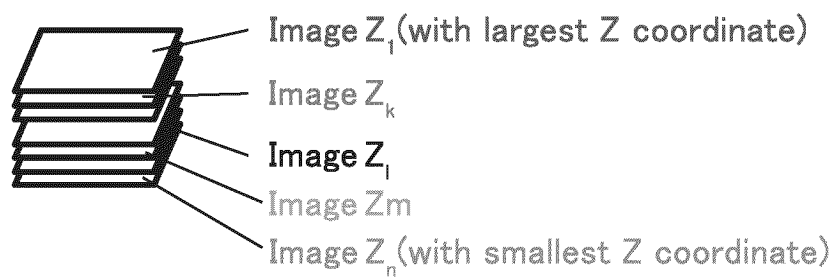 Image Z₁(with largest Z coordinate)
Image Zₖ
Image Zₗ
Image Zm
Image Zₙ(with smallest Z coordinate)